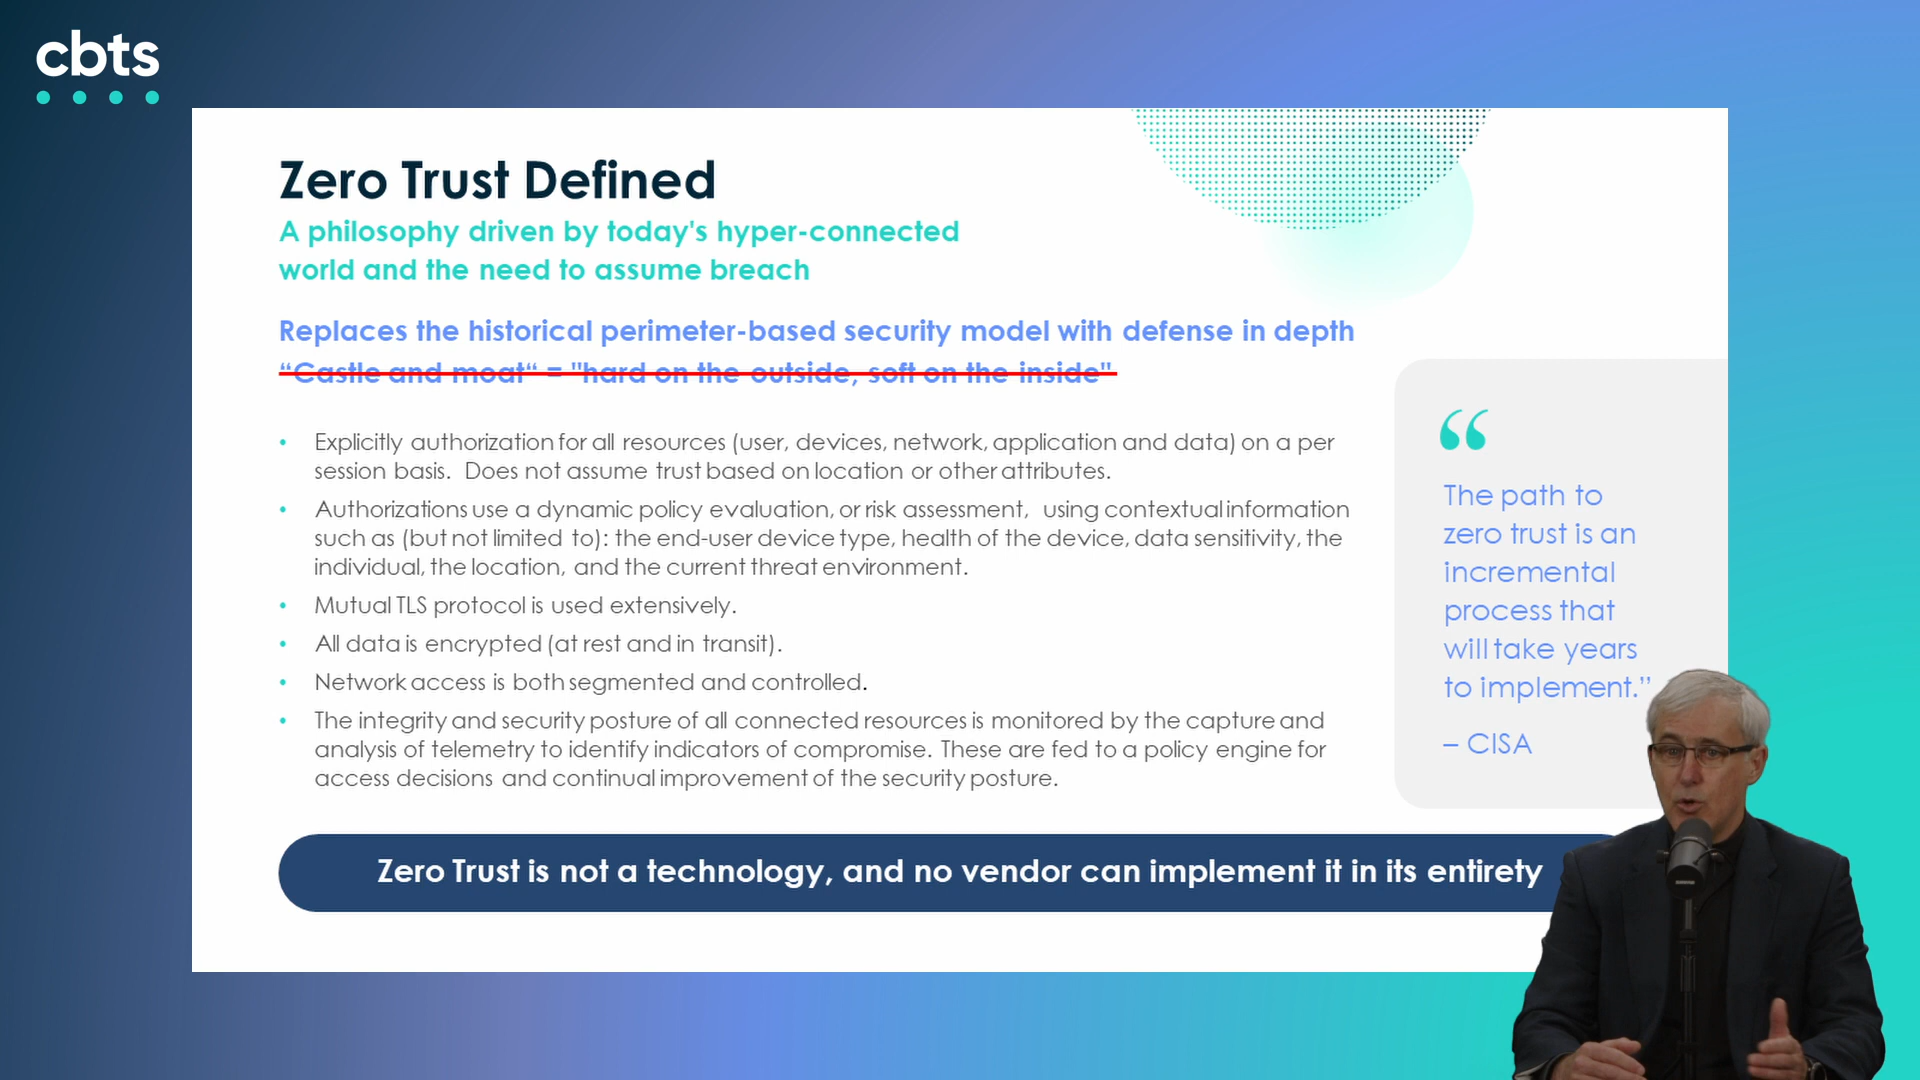 cbts
Zero Trust Defined
A philosophy driven by today's hyper-connected
world and the need to assume breach
Replaces the historical perimeter-based security model with defense in depth
“Castle and moat“ = "hard on the outside, soft on the inside"
• Explicitly authorization for all resources (user, devices, network, application and data) on a per
session basis. Does not assume trust based on location or other attributes.
• Authorizations use a dynamic policy evaluation, or risk assessment, using contextual information
such as (but not limited to): the end-user device type, health of the device, data sensitivity, the
individual, the location, and the current threat environment.
• Mutual TLS protocol is used extensively.
• All data is encrypted (at rest and in transit).
• Network access is both segmented and controlled.
• The integrity and security posture of all connected resources is monitored by the capture and
analysis of telemetry to identify indicators of compromise. These are fed to a policy engine for
access decisions and continual improvement of the security posture.
“
The path to
zero trust is an
incremental
process that
will take years
to implement.”
– CISA
Zero Trust is not a technology, and no vendor can implement it in its entirety